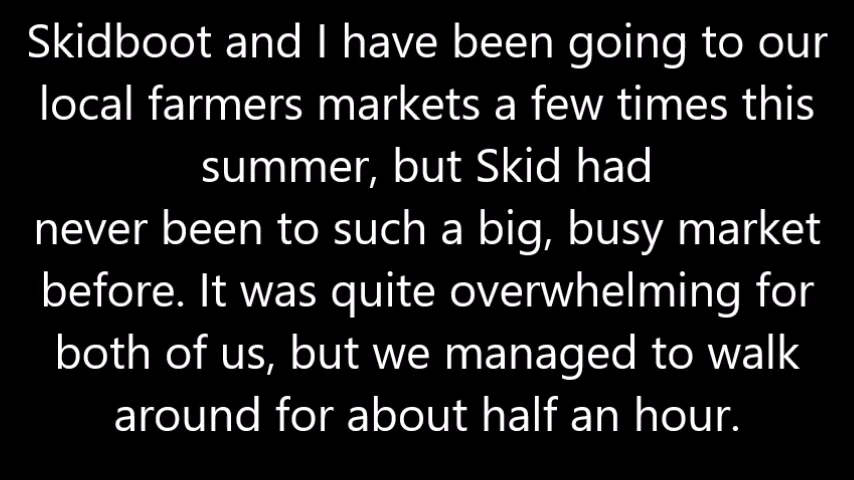 Skidboot and I have been going to our
local farmers markets a few times this
summer, but Skid had
never been to such a big, busy market
before. It was quite overwhelming for
both of us, but we managed to walk
around for about half an hour.